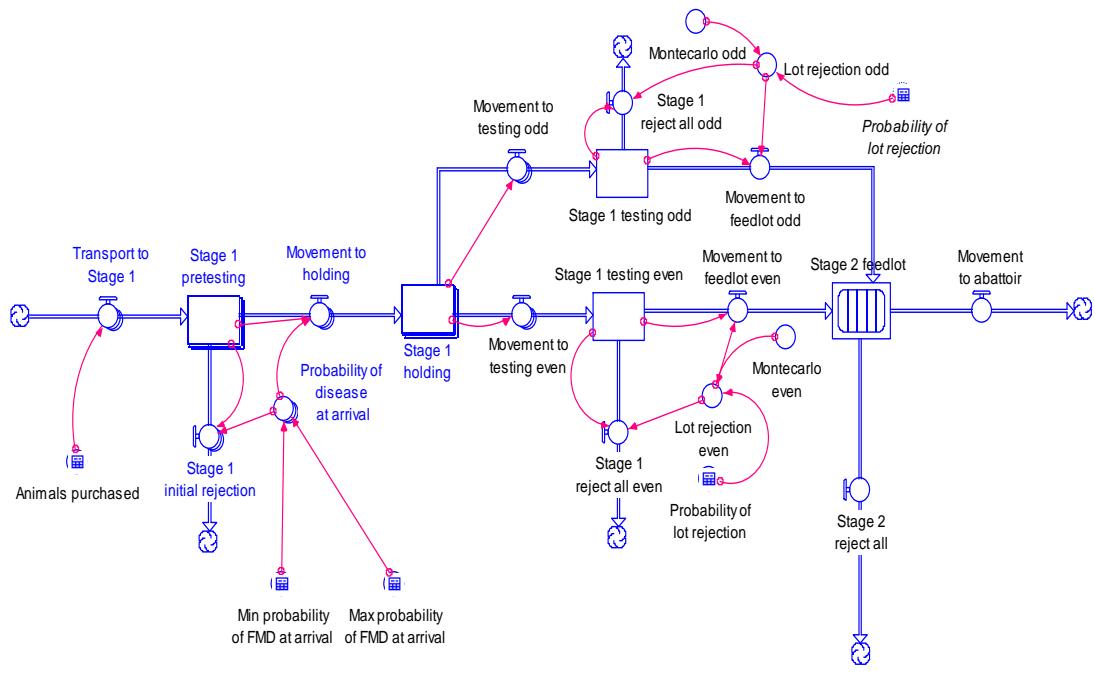 Montecarlo odd
Lot rejection odd
Movement to
testing odd
Stage 1
reject all odd
Probability of
lot rejection
Stage 1 testing odd
Movement to
feedlot odd
Transport to
Stage 1
Stage 1
pretesting
Movement to
holding
Stage 1 testing even
Movement to
feedlot even
Stage 2 feedlot
Movement
to abattoir
Stage 1
holding
Movement to
testing even
Probability of
disease
at arrival
Montecarlo
even
Lot rejection
even
Stage 1
initial rejection
Animals purchased
Stage 1
reject all even
Probability of
lot rejection
Stage 2
reject all
Min probability
of FMD at arrival
Max probability
of FMD at arrival